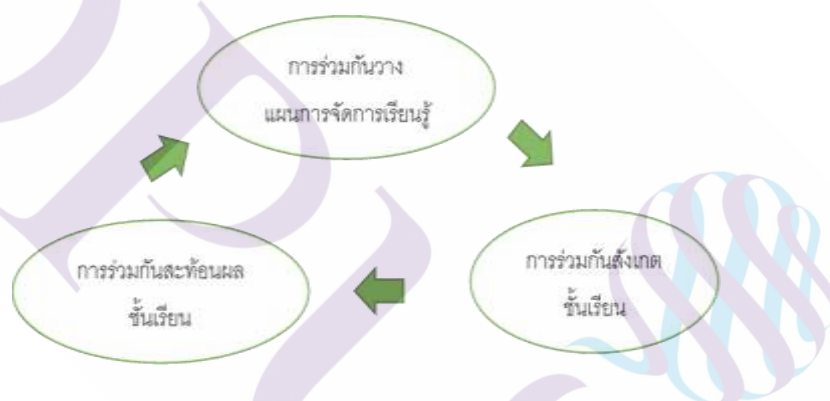 การร่วมกันวาง
แผนการจัดการเรียนรู้
การร่วมกันสังเกต
ชั้นเรียน
การร่วมกันสะท้อนผล
ชั้นเรียน